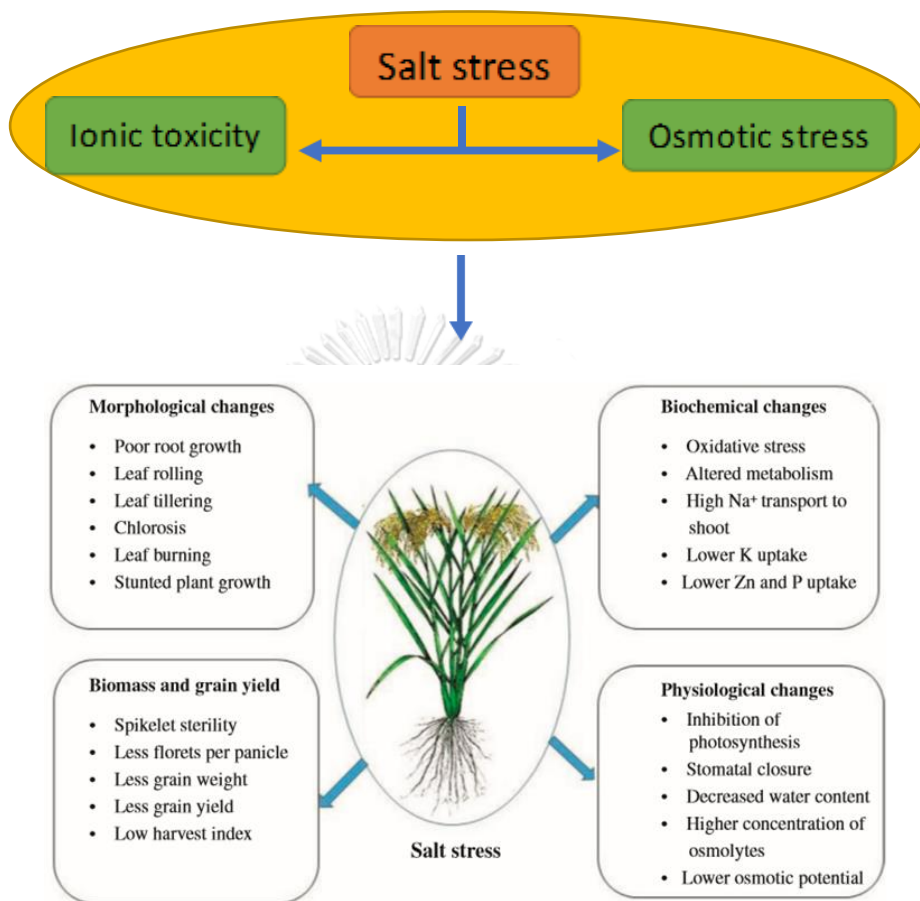 Salt stress
Ionic toxicity
Osmotic stress
Morphological changes
• Poor root growth
• Leaf rolling
• Leaf tillering
• Chlorosis
• Leaf burning
• Stunted plant growth
Biochemical changes
• Oxidative stress
• Altered metabolism
• High Na⁺ transport to
• shoot
• Lower K uptake
• Lower Zn and P uptake
Biomass and grain yield
• Spikelet sterility
• Less florets per panicle
• Less grain weight
• Less grain yield
• Low harvest index
Physiological changes
• Inhibition of
photosynthesis
• Stomatal closure
• Decreased water content
• Higher concentration of
osmolytes
• Lower osmotic potential
Salt stress